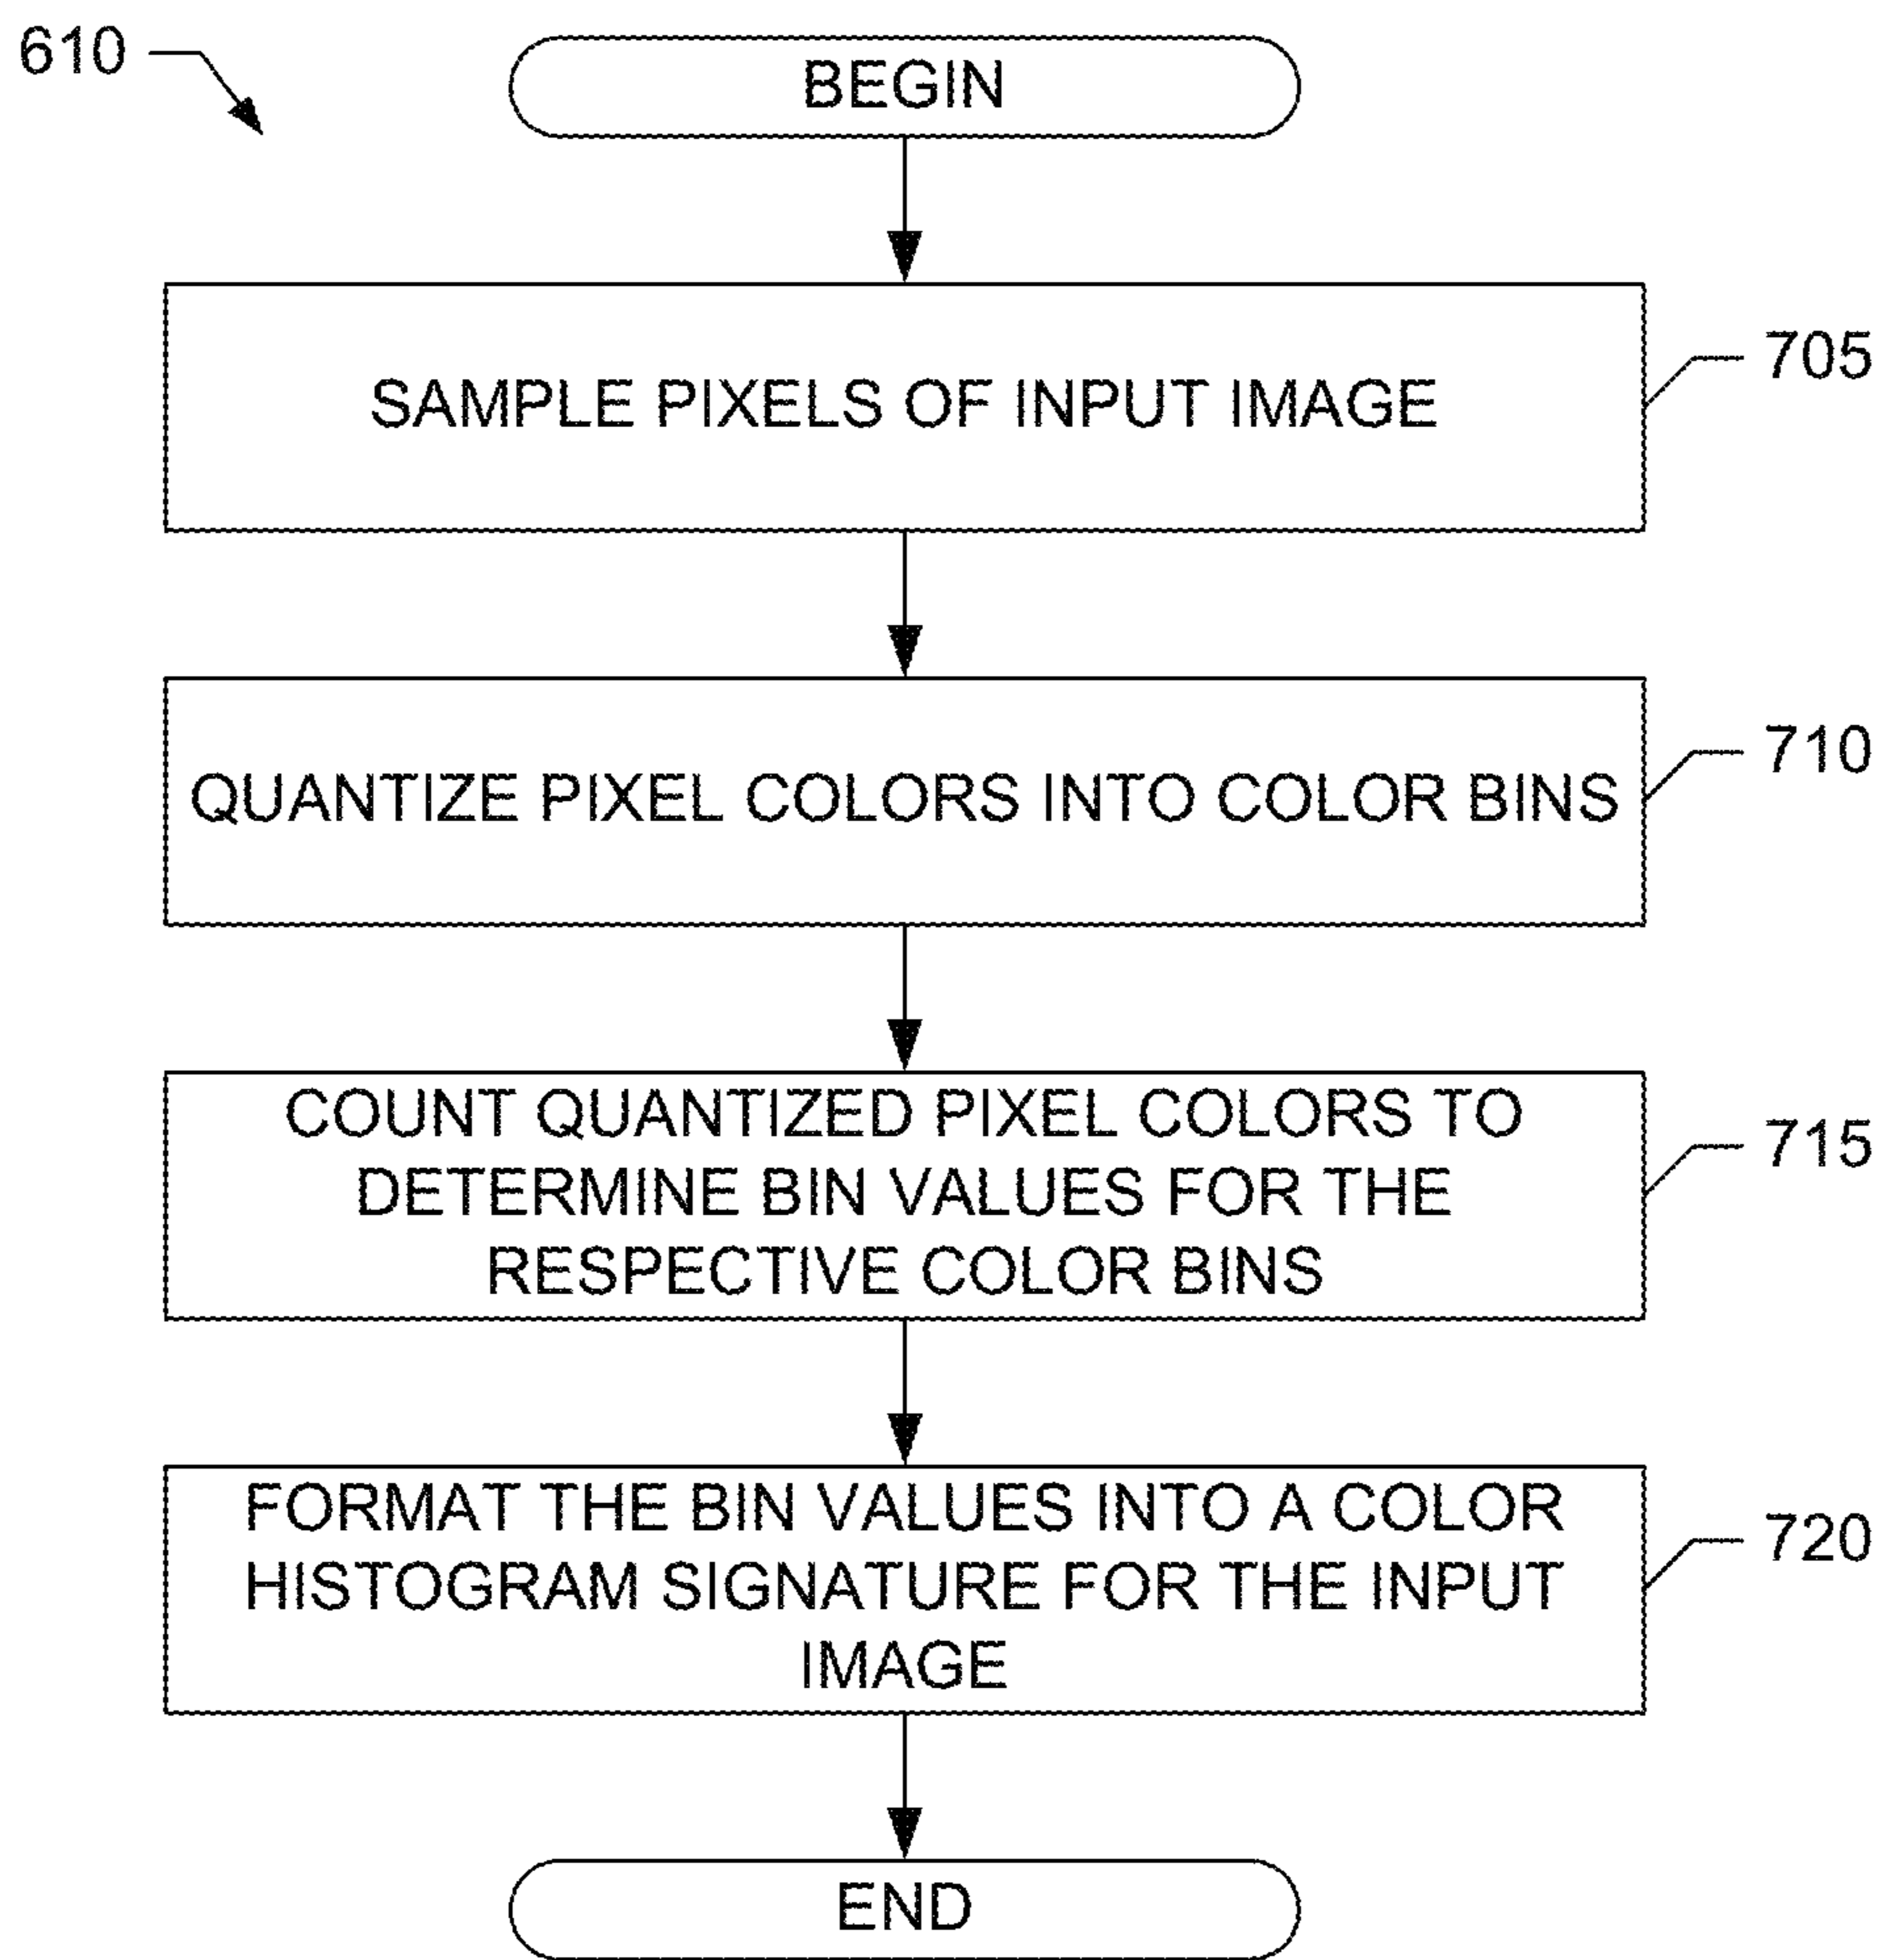 610
BEGIN
SAMPLE PIXELS OF INPUT IMAGE
705
QUANTIZE PIXEL COLORS INTO COLOR BINS
710
COUNT QUANTIZED PIXEL COLORS TO
DETERMINE BIN VALUES FOR THE
RESPECTIVE COLOR BINS
715
FORMAT THE BIN VALUES INTO A COLOR
HISTOGRAM SIGNATURE FOR THE INPUT
IMAGE
720
END